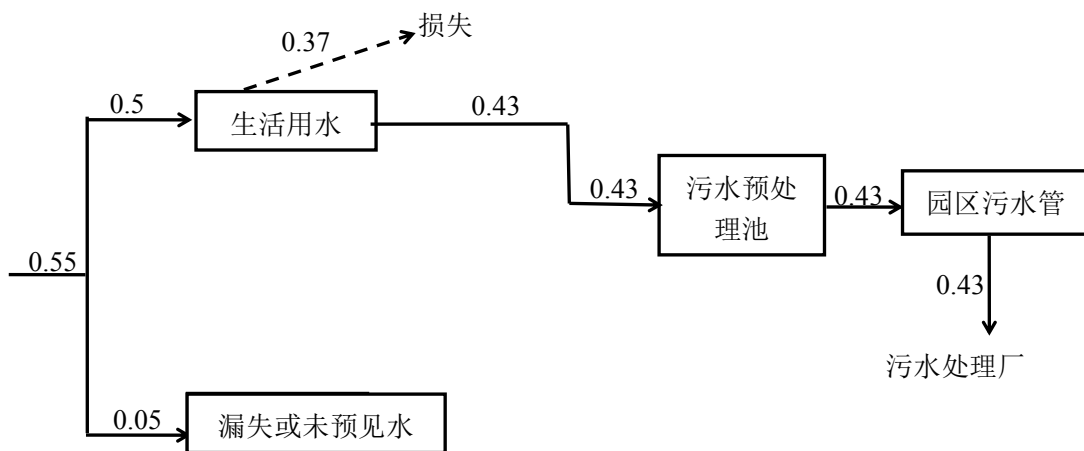 损失
0.37
0.5
生活用水
0.43
0.43
污水预处
理池
0.43
园区污水管
0.55
0.43
污水处理厂
0.05
漏失或未预见水